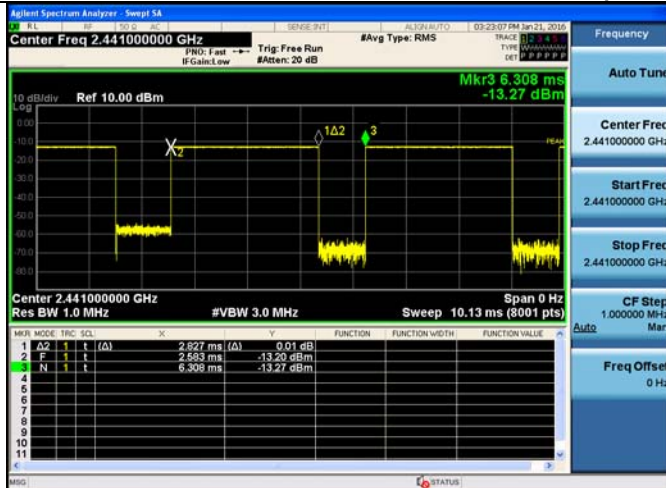 Agilent Spectrum Analyzer - Swept SA
RL RF 50 Ω AC SENSE:INT ALIGN AUTO 03:23:07 PM Jan 21, 2016
Center Freq 2.441000000 GHz
PNO: Fast
IFGain:Low
Trig: Free Run
#Atten: 20 dB
#Avg Type: RMS
TRACE 1 2 3 4 5 6
TYPE
DET P P P P P P
Mkr3 6.308 ms
-13.27 dBm
10 dB/div Ref 10.00 dBm
Log
0.00
-10.0
-20.0
-30.0
-40.0
-50.0
-60.0
-70.0
-80.0
X2
1Δ2
3
PEAK
Center 2.441000000 GHz Span 0 Hz
Res BW 1.0 MHz #VBW 3.0 MHz Sweep 10.13 ms (8001 pts)
MKR MODE TRC SCL X Y FUNCTION FUNCTION WIDTH FUNCTION VALUE
1 Δ2 1 t (Δ) 2.827 ms (Δ) 0.01 dB
2 F 1 t 2.583 ms -13.20 dBm
3 N 1 t 6.308 ms -13.27 dBm
4
5
6
7
8
9
10
11
MSG STATUS
Frequency
Auto Tune
Center Freq
2.441000000 GHz
Start Freq
2.441000000 GHz
Stop Freq
2.441000000 GHz
CF Step
1.000000 MHz
Auto Man
Freq Offset
0 Hz